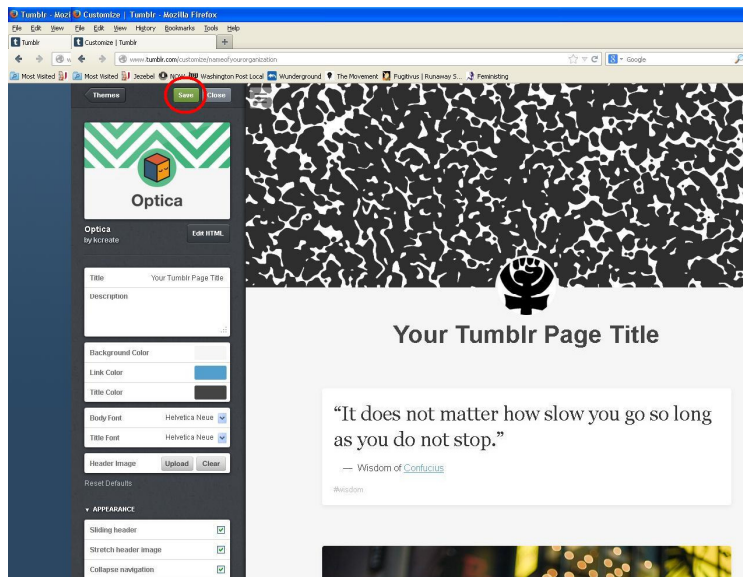 Tumblr - Mozi
Customize | Tumblr - Mozilla Firefox
File Edit View
File Edit View History Bookmarks Tools Help
Tumblr
Customize | Tumblr +
www.tumblr.com/customize/nameofyourorganization
Google
Most Visited
Most Visited Jezebel NOW Washington Post Local Wunderground The Movement Fugitivus | Runaway S... Feministing
Themes Save Close
Optica
Optica
by kcreate
Edit HTML
Title Your Tumblr Page Title
Description
Background Color
Link Color
Title Color
Body Font Helvetica Neue
Title Font Helvetica Neue
Header Image Upload Clear
Reset Defaults
APPEARANCE
Sliding header
Stretch header image
Collapse navigation
Your Tumblr Page Title
“It does not matter how slow you go so long
as you do not stop.”
— Wisdom of Confucius
#wisdom